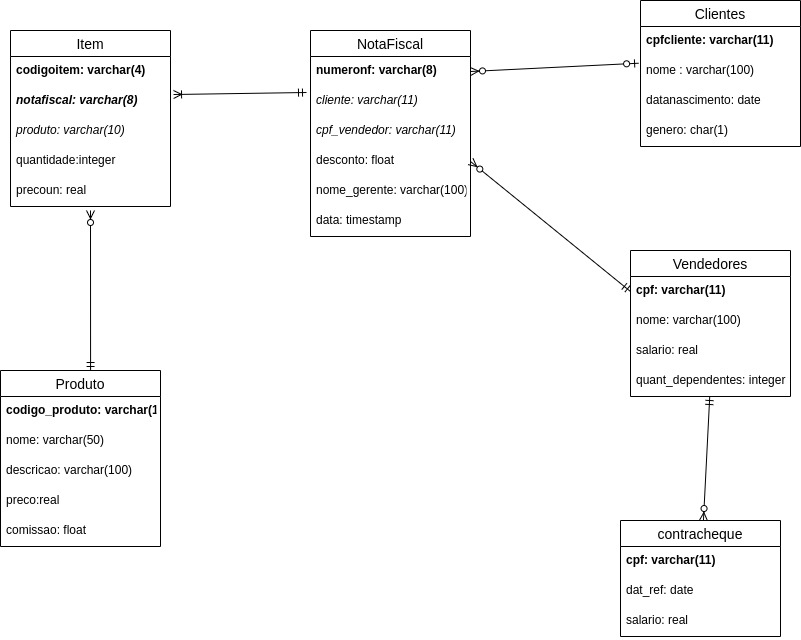 Item
codigoitem: varchar(4)
notafiscal: varchar(8)
produto: varchar(10)
quantidade:integer
precoun: real
NotaFiscal
numeronf: varchar(8)
cliente: varchar(11)
cpf_vendedor: varchar(11)
desconto: float
nome_gerente: varchar(100)
data: timestamp
Clientes
cpfcliente: varchar(11)
nome : varchar(100)
datanascimento: date
genero: char(1)
Vendedores
cpf: varchar(11)
nome: varchar(100)
salario: real
quant_dependentes: integer
Produto
codigo_produto: varchar(1
nome: varchar(50)
descricao: varchar(100)
preco:real
comissao: float
contracheque
cpf: varchar(11)
dat_ref: date
salario: real